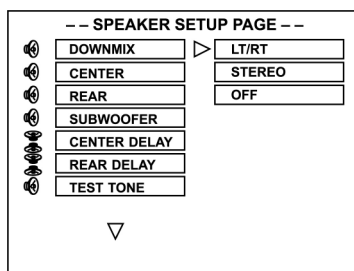 -- SPEAKER SETUP PAGE --
DOWNMIX
LT/RT
CENTER
STEREO
REAR
OFF
SUBWOOFER
CENTER DELAY
REAR DELAY
TEST TONE